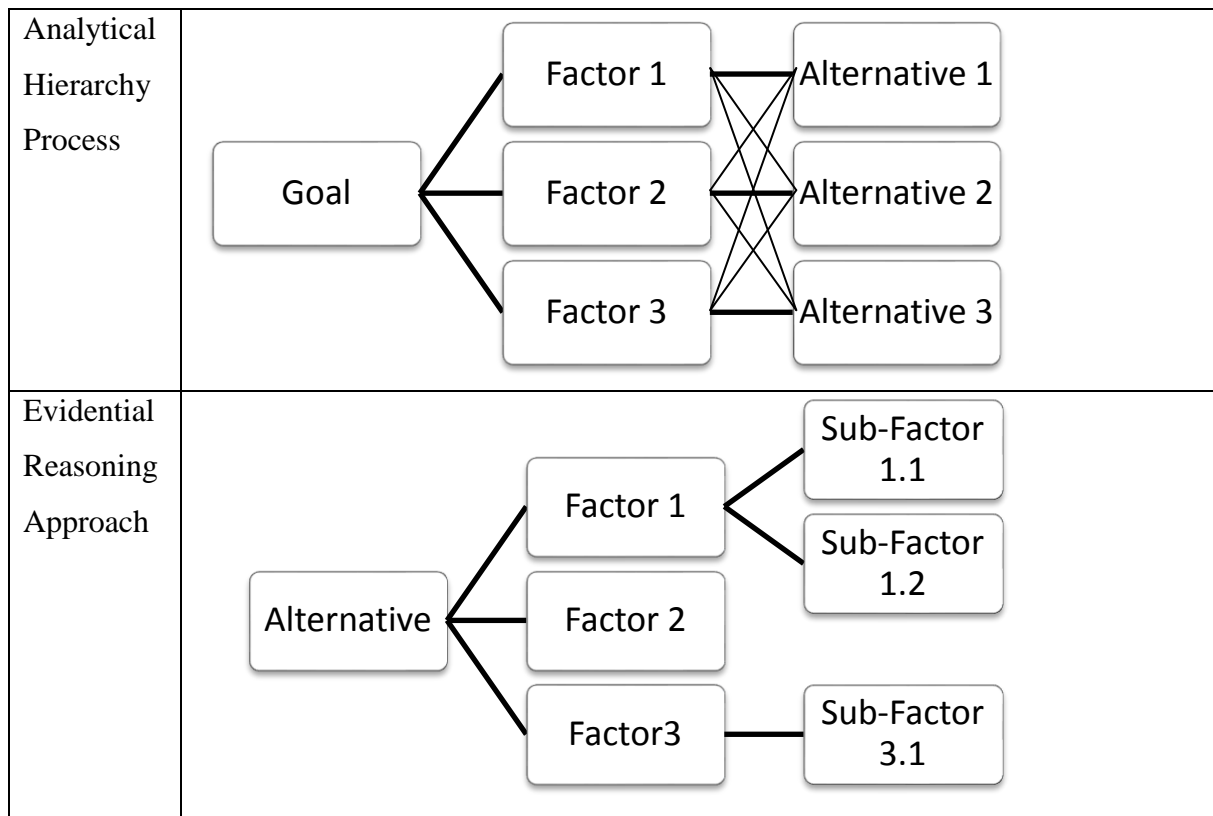 Analytical
Hierarchy
Process
Goal
Factor 1
Factor 2
Factor 3
Alternative 1
Alternative 2
Alternative 3
Evidential
Reasoning
Approach
Alternative
Factor 1
Factor 2
Factor3
Sub-Factor
1.1
Sub-Factor
1.2
Sub-Factor
3.1